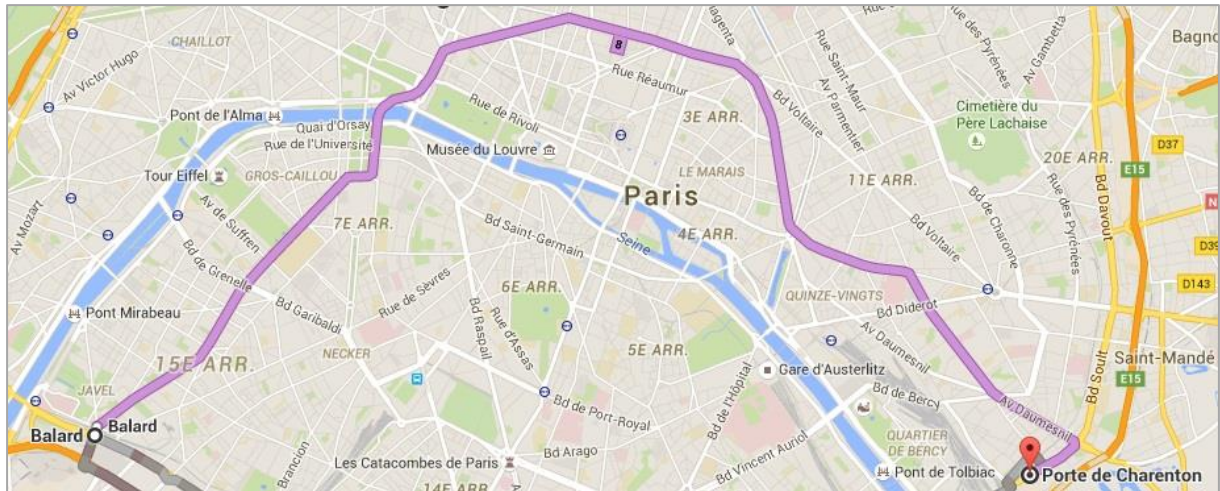 CHAILLOT
Av Victor Hugo
Pont de l'Alma
Quai d'Orsay
Rue de l'Université
Tour Eiffel
GROS-CAILLOU
Av Mozart
Av de Suffren
7E ARR.
Bd de Grenelle
Pont Mirabeau
Bd Garibaldi
15E ARR.
NECKER
JAVEL
Balard
Balard
Brancion
Les Catacombes de Paris
14E ARR.
8
Rue Réaumur
Rue de Rivoli
Musée du Louvre
Paris
LE MARAIS
3E ARR.
4E ARR.
Seine
Bd Saint-Germain
6E ARR.
Rue de Sèvres
Bd Raspail
Rue d'Assas
5E ARR.
Bd de Port-Royal
Bd Arago
Bd de l'Hôpital
Bd Vincent Auriol
Gare d'Austerlitz
Pont de Tolbiac
QUARTIER
DE BERCY
Bd de Bercy
Magenta
Bd Voltaire
Av Parmentier
Rue Saint-Maur
11E ARR.
Bd Voltaire
QUINZE-VINGTS
Bd Diderot
Av Daumesnil
Av Daumesnil
Bd de Charonne
Rue des Pyrénées
Rue des Pyrénées
Av Gambetta
Cimetière du
Père Lachaise
20E ARR.
Bd Davout
Bd Soult
Bagno
D37
E15
N
D39
D143
Saint-Mandé
E15
Porte de Charenton